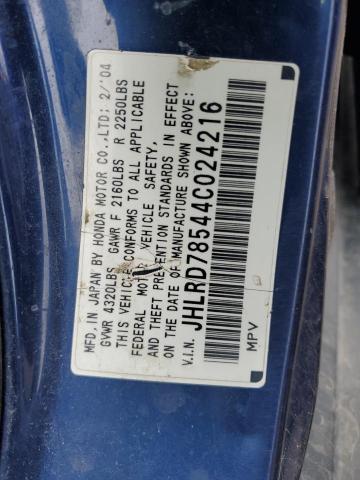 MFD. IN JAPAN BY HONDA MOTOR CO.,LTD: 2/'04
GVWR 4320LBS GAWR F 2160LBS R 2250LBS
THIS VEHICLE CONFORMS TO ALL APPLICABLE
FEDERAL MOTOR VEHICLE SAFETY,
AND THEFT PREVENTION STANDARDS IN EFFECT
ON THE DATE OF MANUFACTURE SHOWN ABOVE:
V.I.N. JHLRD78544C024216
MPV